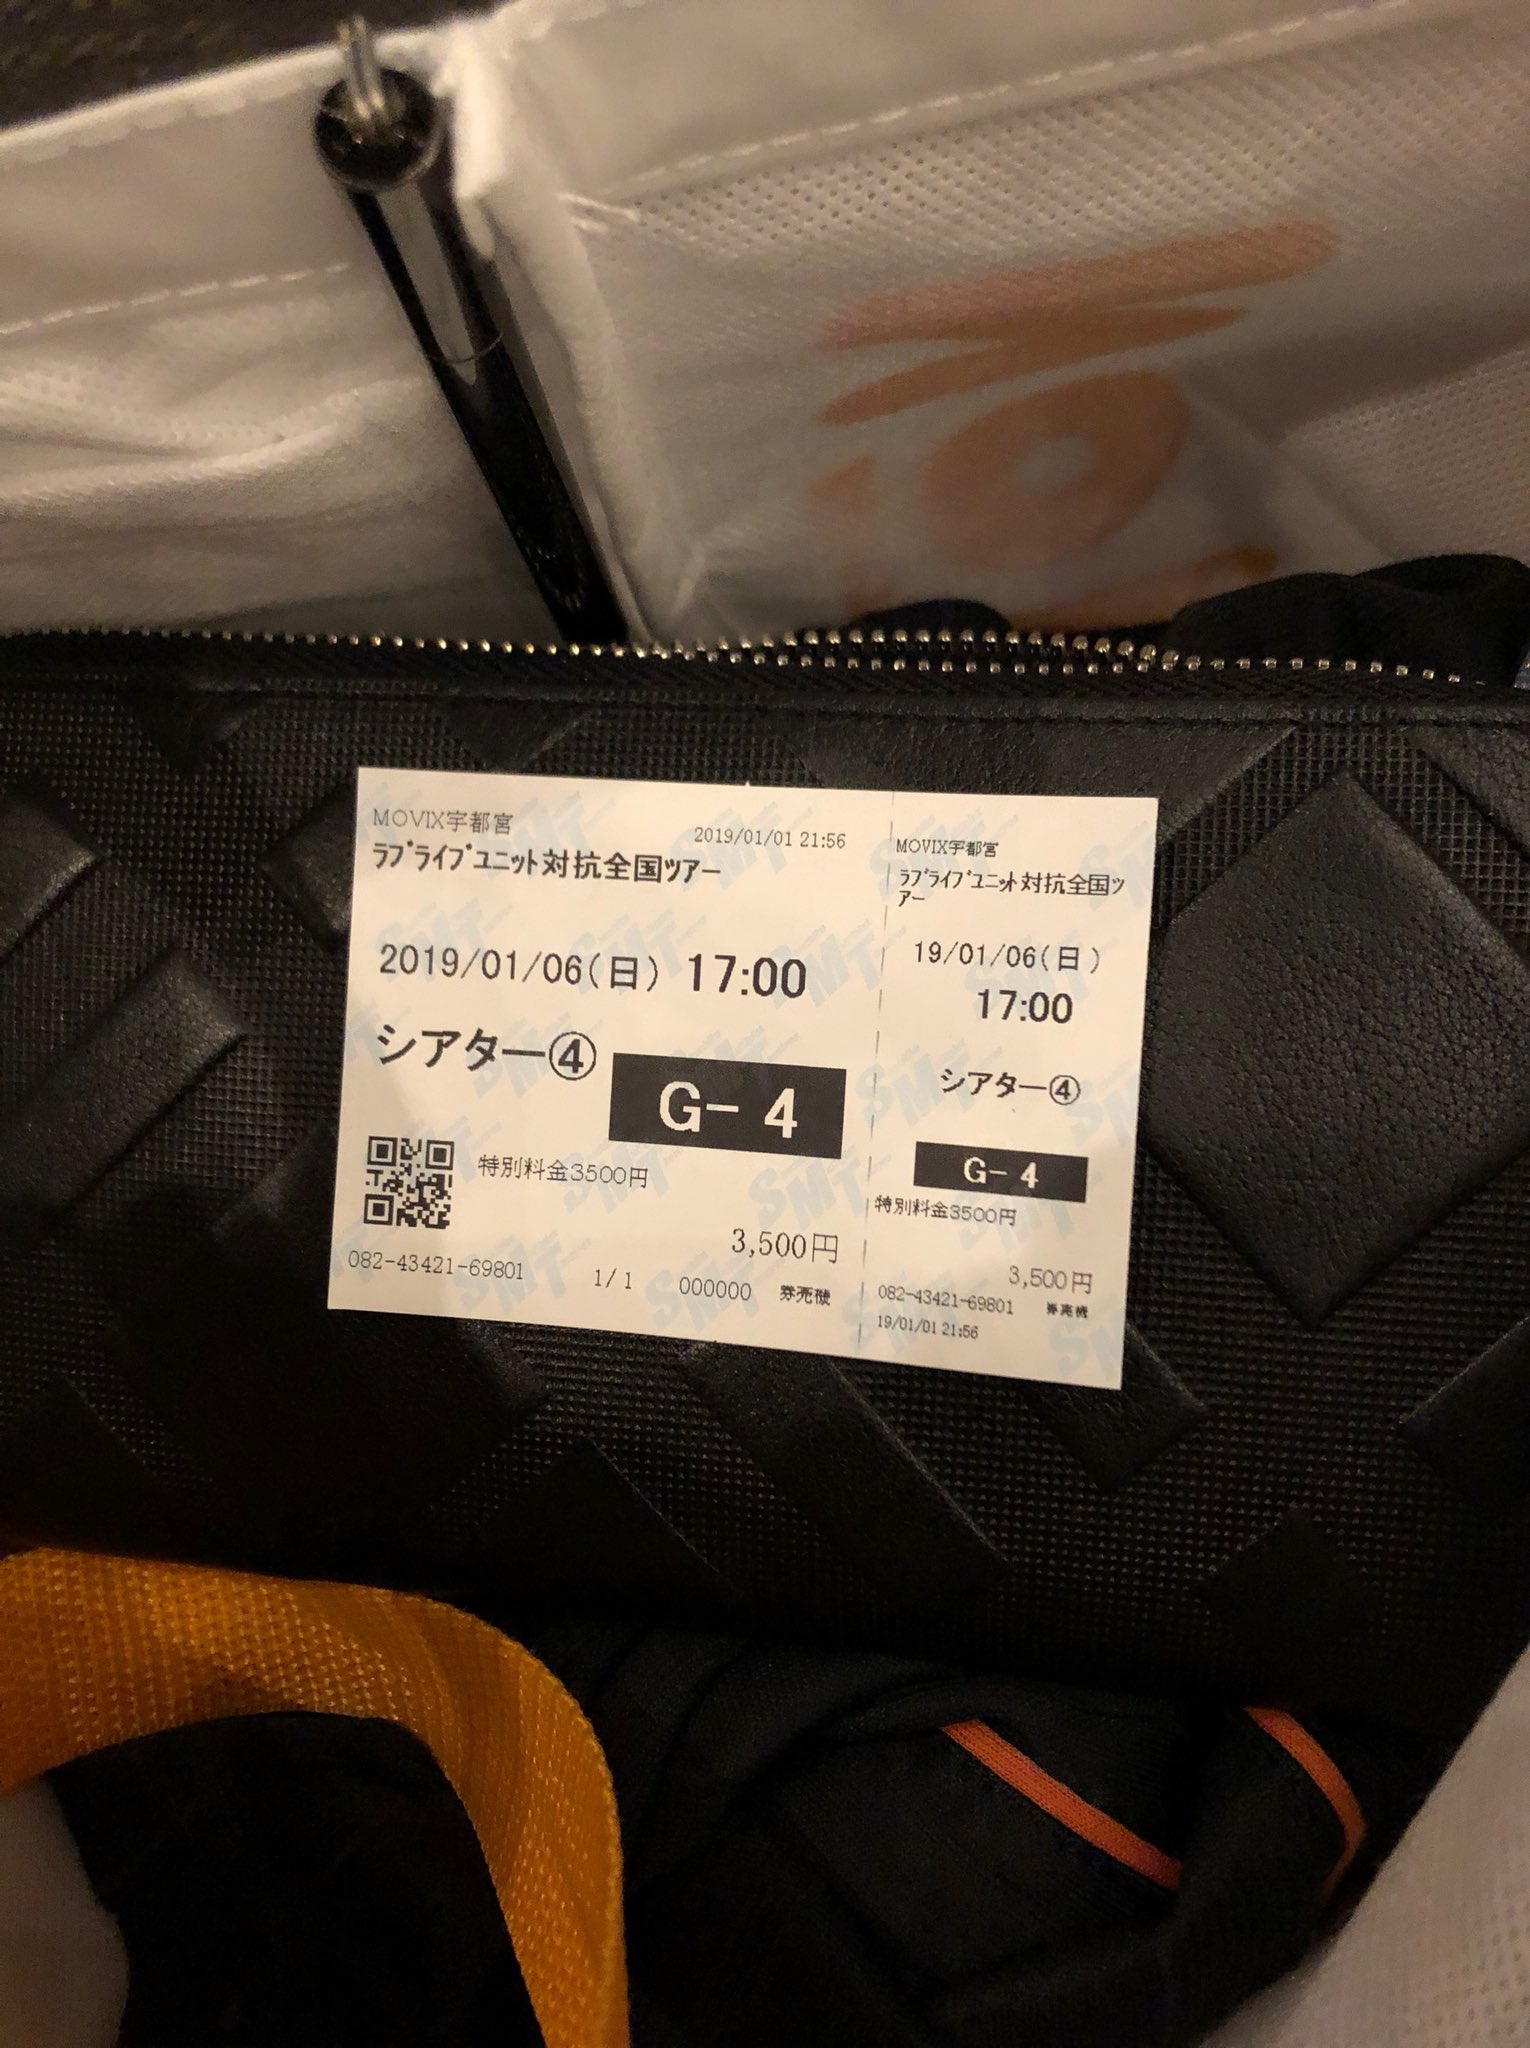 MOVIX宇都宮
2019/01/01 21:56
ﾗﾌﾞﾗｲﾌﾞﾕﾆｯﾄ対抗全国ﾂｱｰ
2019/01/06(日) 17:00
シアター④
G- 4
特別料金3500円
3,500円
082-43421-69801 1/1 000000 券売機
MOVIX宇都宮
ﾗﾌﾞﾗｲﾌﾞﾕﾆｯﾄ対抗全国ﾂ
ｱｰ
19/01/06(日)
17:00
シアター④
G- 4
特別料金3500円
3,500円
082-43421-69801 券売機
19/01/01 21:56